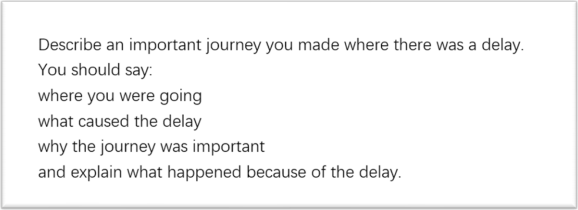 Describe an important journey you made where there was a delay.
You should say:
where you were going
what caused the delay
why the journey was important
and explain what happened because of the delay.